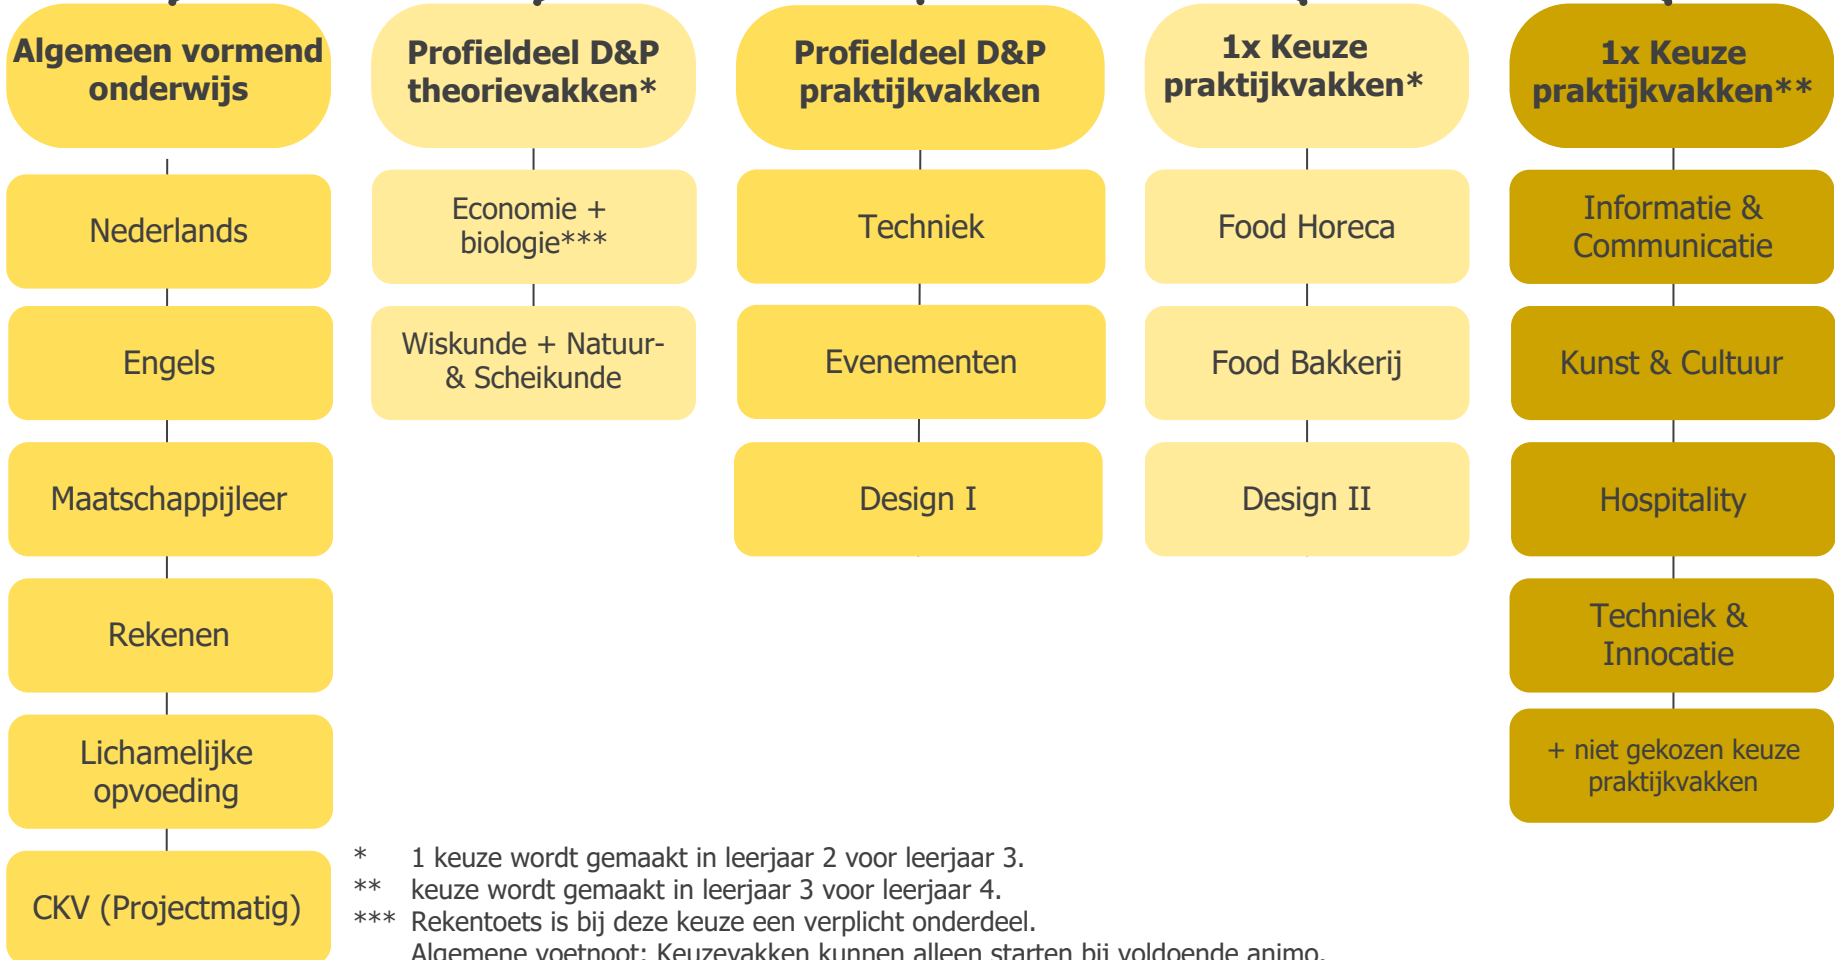 Algemeen vormend
onderwijs
Nederlands
Engels
Maatschappijleer
Rekenen
Lichamelijke
opvoeding
CKV (Projectmatig)
Profieldeel D&P
theorievakken*
Economie +
biologie***
Wiskunde + Natuur-
& Scheikunde
Profieldeel D&P
praktijkvakken
Techniek
Evenementen
Design I
1x Keuze
praktijkvakken*
Food Horeca
Food Bakkerij
Design II
1x Keuze
praktijkvakken**
Informatie &
Communicatie
Kunst & Cultuur
Hospitality
Techniek &
Innocatie
+ niet gekozen keuze
praktijkvakken
* 1 keuze wordt gemaakt in leerjaar 2 voor leerjaar 3.
** keuze wordt gemaakt in leerjaar 3 voor leerjaar 4.
*** Rekentoets is bij deze keuze een verplicht onderdeel.
Algemene voetnoot: Keuzevakken kunnen alleen starten bij voldoende animo.